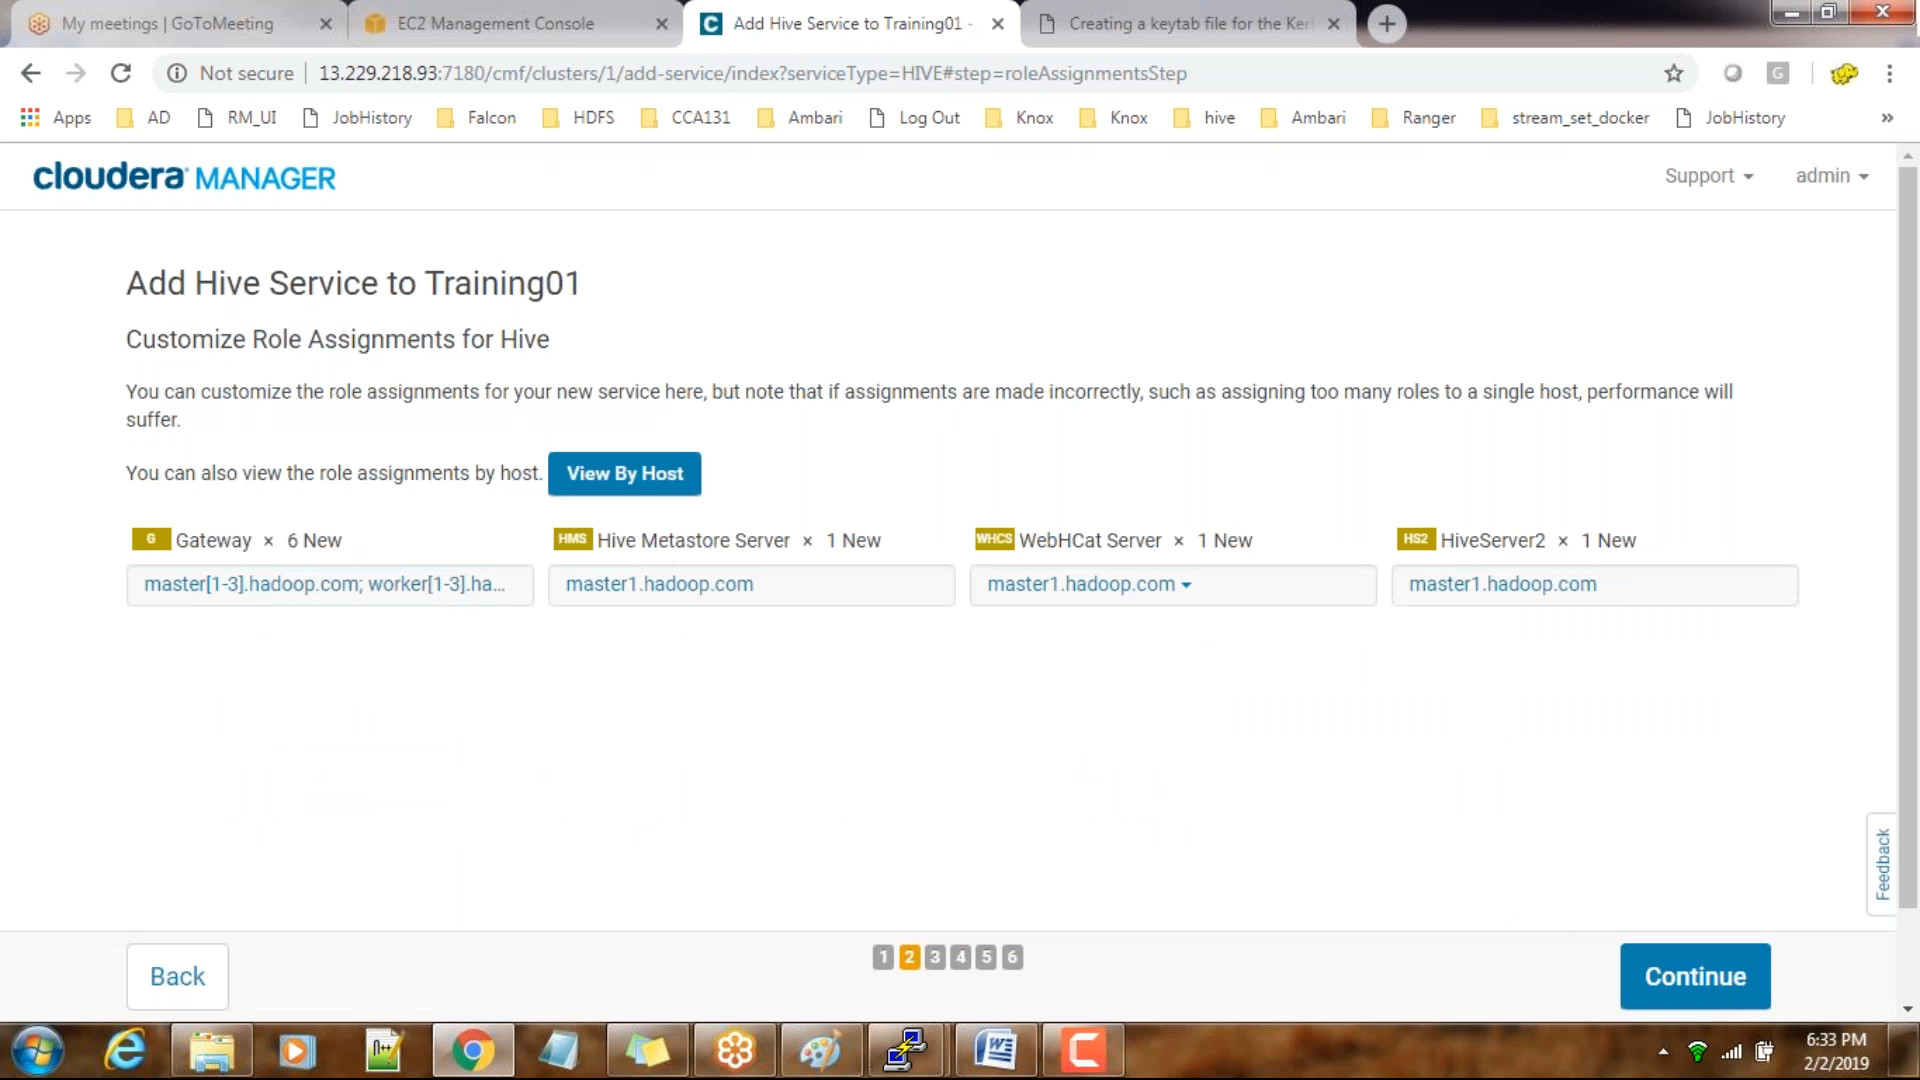 My meetings | GoToMeeting
EC2 Management Console
C Add Hive Service to Training01 -
Creating a keytab file for the Ker
Not secure | 13.229.218.93:7180/cmf/clusters/1/add-service/index?serviceType=HIVE#step=roleAssignmentsStep
G
Apps AD RM_UI JobHistory Falcon HDFS CCA131 Ambari Log Out Knox Knox hive Ambari Ranger stream_set_docker JobHistory »
cloudera MANAGER
Support admin
Add Hive Service to Training01
Customize Role Assignments for Hive
You can customize the role assignments for your new service here, but note that if assignments are made incorrectly, such as assigning too many roles to a single host, performance will
suffer.
You can also view the role assignments by host. View By Host
G Gateway × 6 New
master[1-3].hadoop.com; worker[1-3].ha...
HMS Hive Metastore Server × 1 New
master1.hadoop.com
WHCS WebHCat Server × 1 New
master1.hadoop.com
HS2 HiveServer2 × 1 New
master1.hadoop.com
Feedback
Back
1 2 3 4 5 6
Continue
6:33 PM
2/2/2019